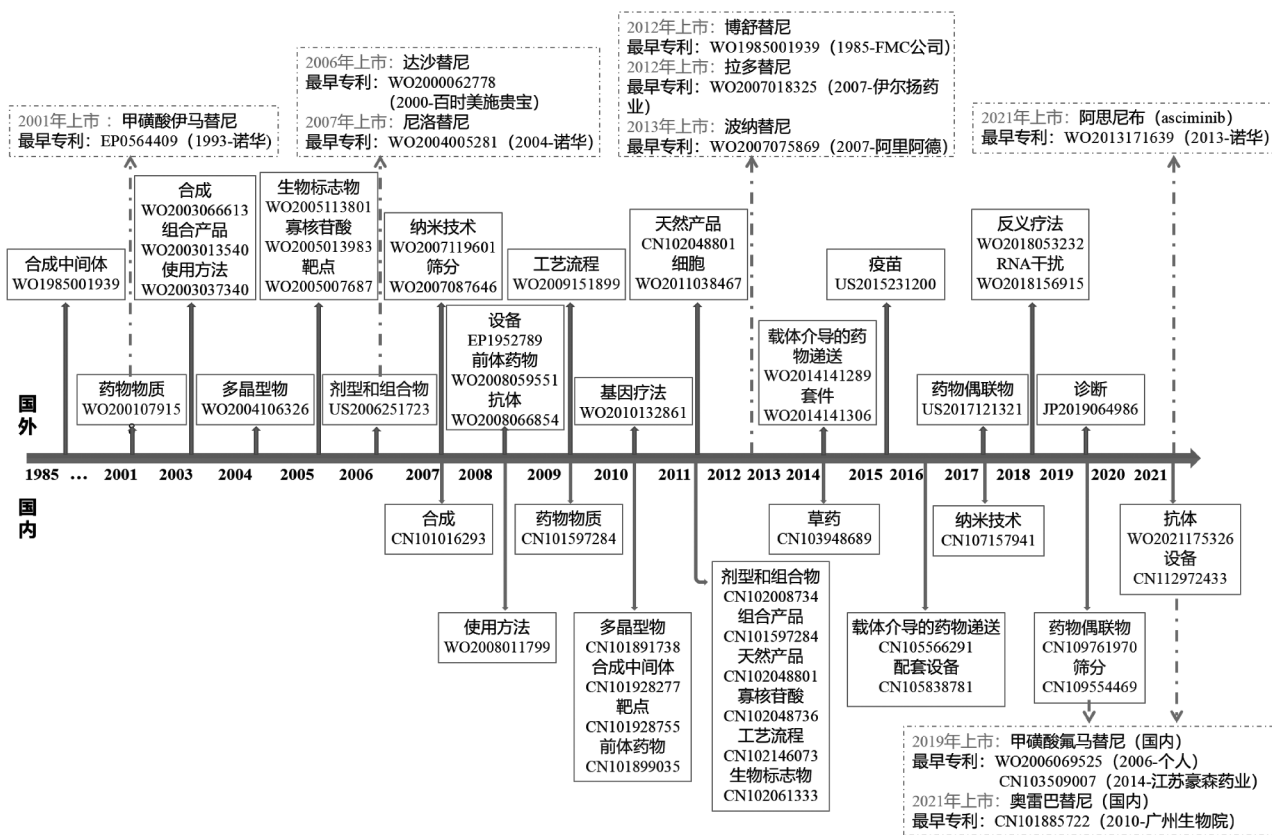 2001年上市：甲磺酸伊马替尼
最早专利：EP0564409（1993-诺华）
2006年上市：达沙替尼
最早专利：WO2000062778
（2000-百时美施贵宝）
2007年上市：尼洛替尼
最早专利：WO2004005281（2004-诺华）
2012年上市：博舒替尼
最早专利：WO1985001939（1985-FMC公司）
2012年上市：拉多替尼
最早专利：WO2007018325（2007-伊尔扬药
业）
2013年上市：波纳替尼
最早专利：WO2007075869（2007-阿里阿德）
2021年上市：阿思尼布（asciminib）
最早专利：WO2013171639（2013-诺华）
合成中间体
WO1985001939
合成
WO2003066613
组合产品
WO2003013540
使用方法
WO2003037340
生物标志物
WO2005113801
寡核苷酸
WO2005013983
靶点
WO2005007687
纳米技术
WO2007119601
筛分
WO2007087646
工艺流程
WO2009151899
天然产品
CN102048801
细胞
WO2011038467
疫苗
US2015231200
反义疗法
WO2018053232
RNA干扰
WO2018156915
药物物质
WO200107915
8
多晶型物
WO2004106326
剂型和组合物
US2006251723
设备
EP1952789
前体药物
WO2008059551
抗体
WO2008066854
基因疗法
WO2010132861
载体介导的药
物递送
WO2014141289
套件
WO2014141306
药物偶联物
US2017121321
诊断
JP2019064986
国
外
1985 … 2001 2003 2004 2005 2006 2007 2008 2009 2010 2011 2012 2013 2014 2015 2016 2017 2018 2019 2020 2021
国
内
合成
CN101016293
药物物质
CN101597284
草药
CN103948689
纳米技术
CN107157941
抗体
WO2021175326
设备
CN112972433
使用方法
WO2008011799
多晶型物
CN101891738
合成中间体
CN101928277
靶点
CN101928755
前体药物
CN101899035
剂型和组合物
CN102008734
组合产品
CN101597284
天然产品
CN102048801
寡核苷酸
CN102048736
工艺流程
CN102146073
生物标志物
CN102061333
载体介导的药物递送
CN105566291
配套设备
CN105838781
药物偶联物
CN109761970
筛分
CN109554469
2019年上市：甲磺酸氟马替尼（国内）
最早专利：WO2006069525（2006-个人）
CN103509007（2014-江苏豪森药业）
2021年上市：奥雷巴替尼（国内）
最早专利：CN101885722（2010-广州生物院）